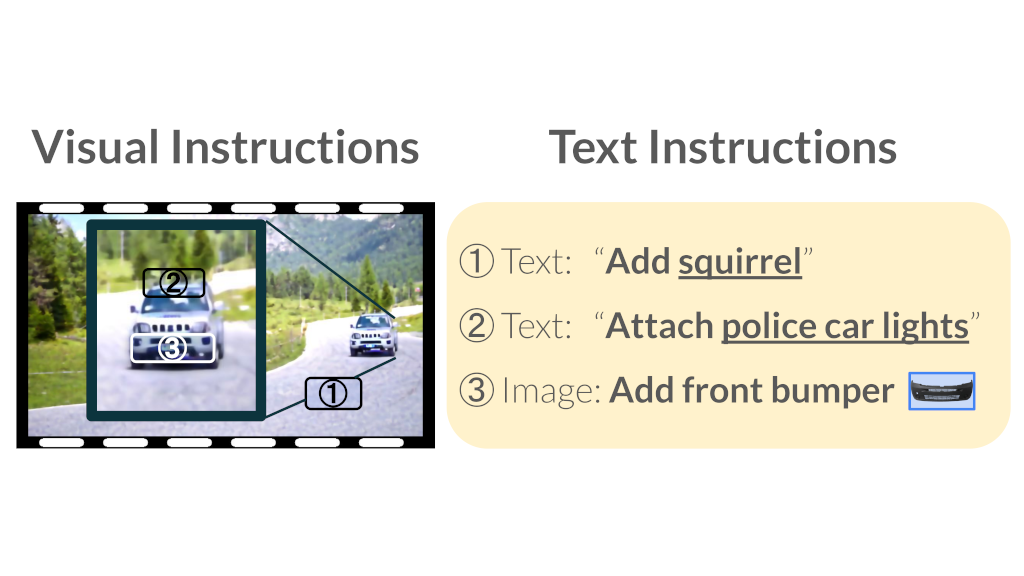 Visual Instructions
②
③
①
Text Instructions
① Text: “Add squirrel”
② Text: “Attach police car lights”
③ Image: Add front bumper